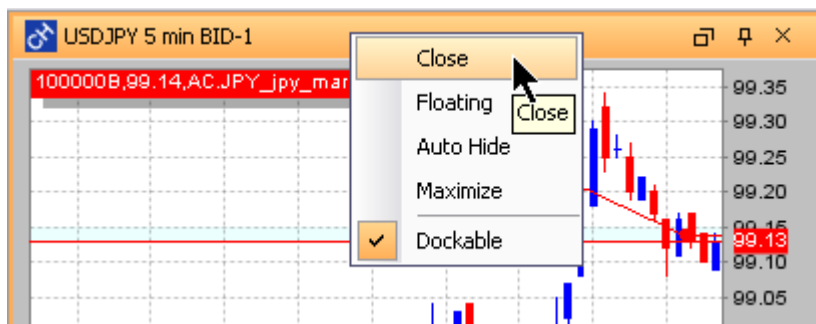 USDJPY 5 min BID-1
100000B,99.14,AC.JPY_jpy_mar
Close
Floating
Close
Auto Hide
Maximize
Dockable
99.35
99.30
99.25
99.20
99.15
99.13
99.10
99.05